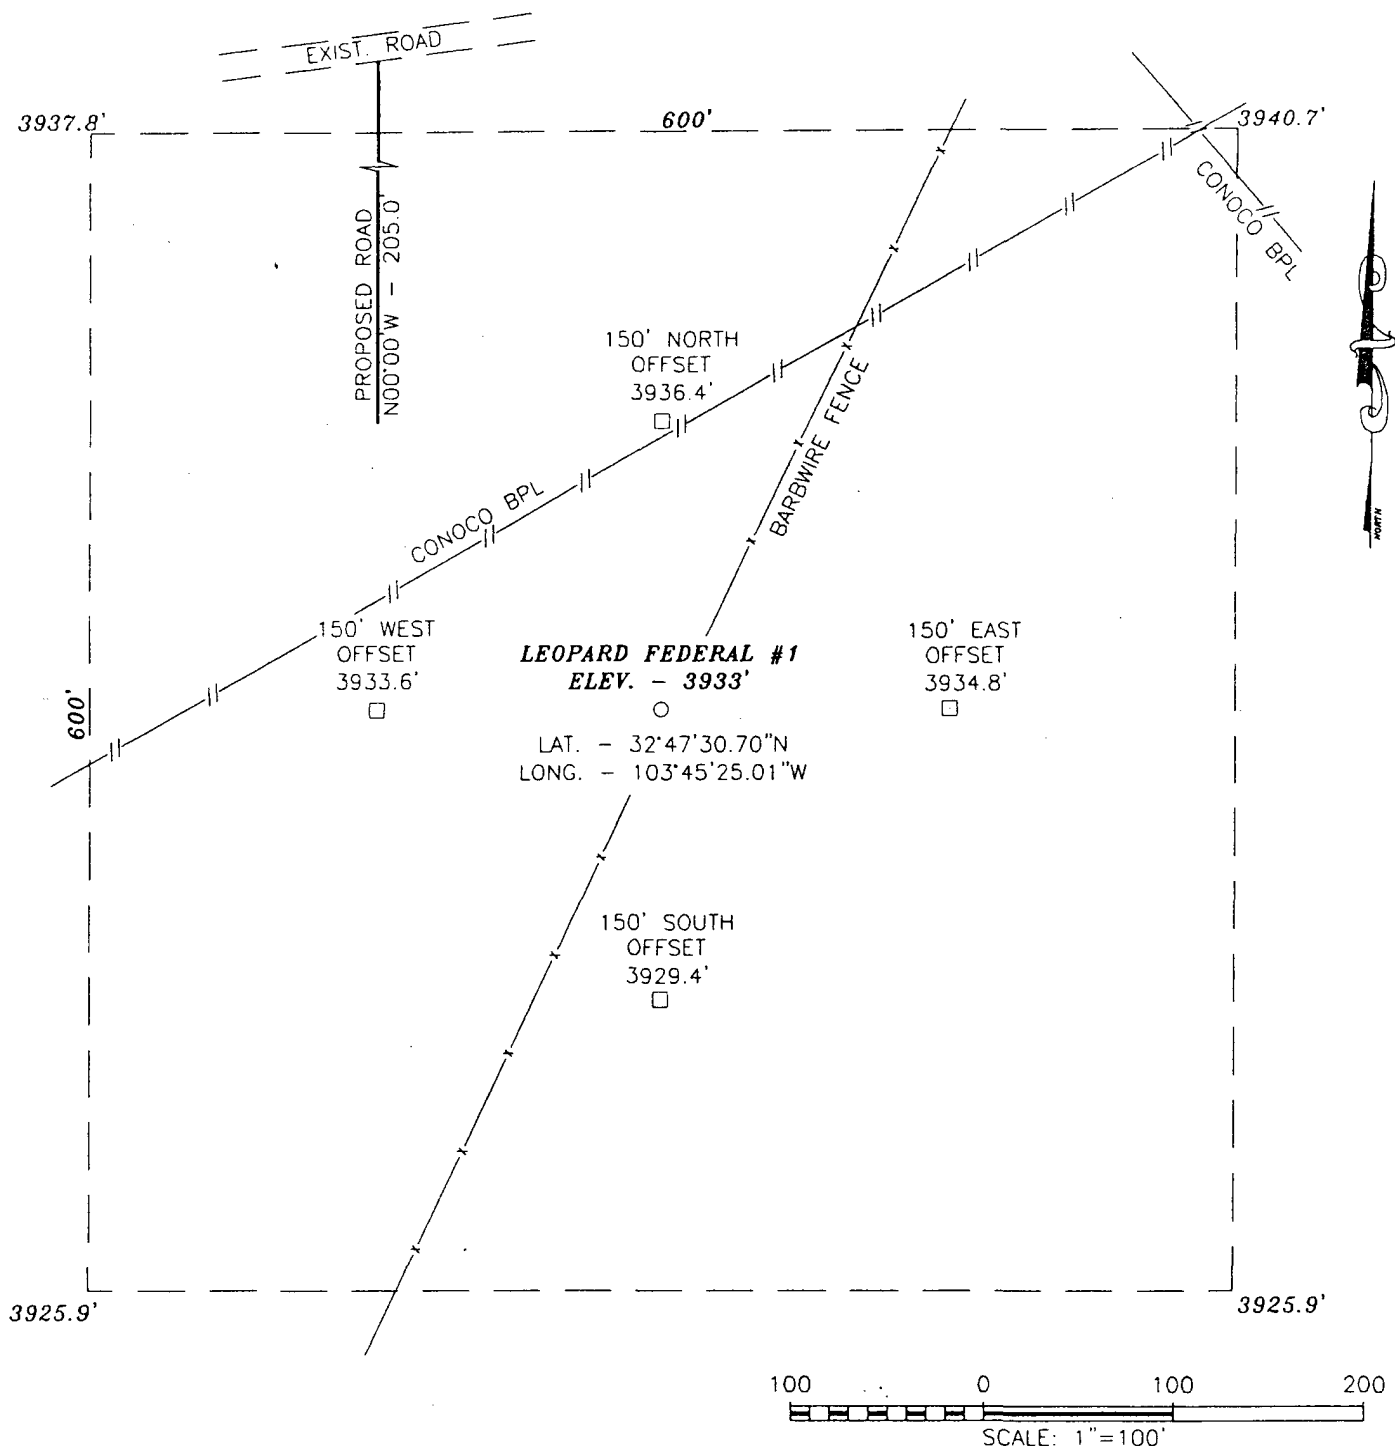 EXIST. ROAD
3937.8'
600'
3940.7'
CONOCO BPL
PROPOSED ROAD
N00°00'W - 205.0'
150' NORTH
OFFSET
3936.4'
BARBWIRE FENCE
NORTH
CONOCO BPL
150' WEST
OFFSET
3933.6'
LEOPARD FEDERAL #1
ELEV. - 3933'
150' EAST
OFFSET
3934.8'
600'
LAT. - 32°47'30.70"N
LONG. - 103°45'25.01"W
150' SOUTH
OFFSET
3929.4'
3925.9'
3925.9'
100 0 100 200
SCALE: 1"=100'